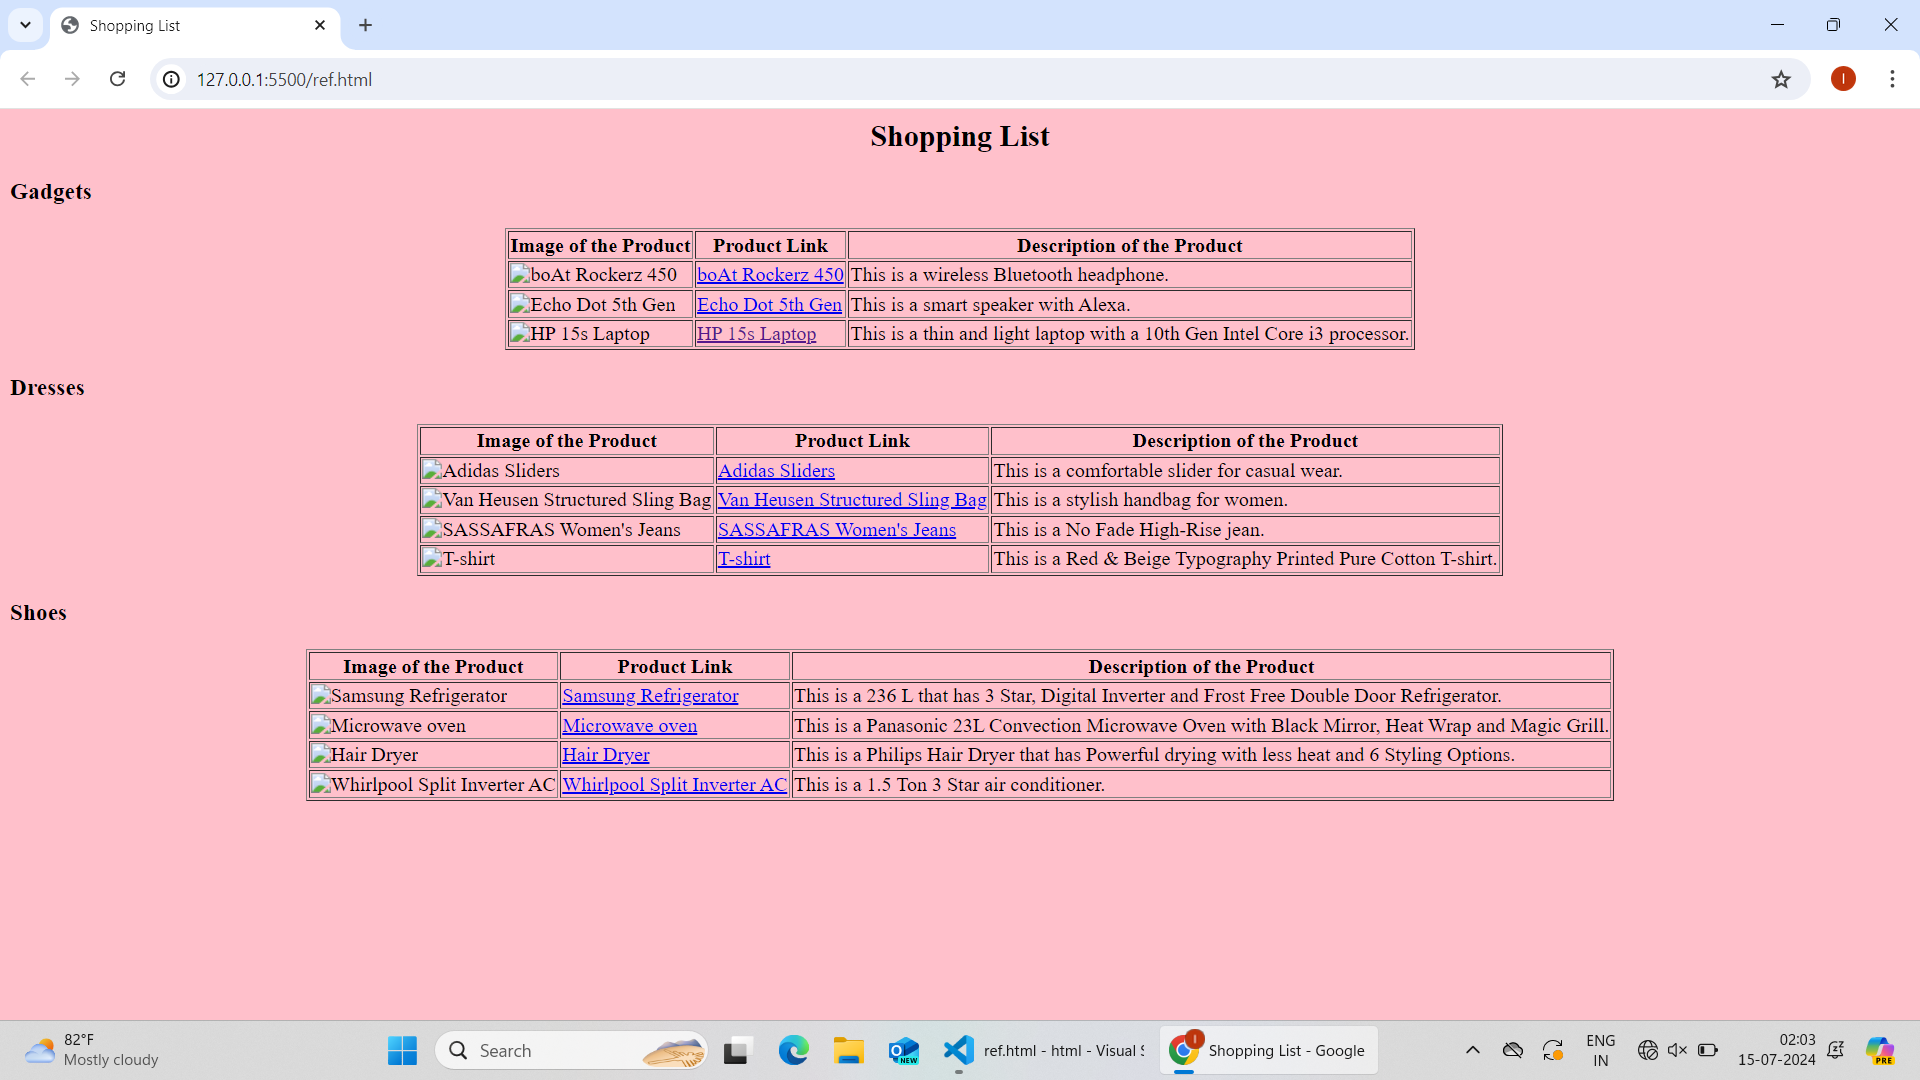 Shopping List
127.0.0.1:5500/ref.html
I
Shopping List
Gadgets
Image of the Product Product Link Description of the Product
boAt Rockerz 450 boAt Rockerz 450 This is a wireless Bluetooth headphone.
Echo Dot 5th Gen Echo Dot 5th Gen This is a smart speaker with Alexa.
HP 15s Laptop HP 15s Laptop This is a thin and light laptop with a 10th Gen Intel Core i3 processor.
Dresses
Image of the Product Product Link Description of the Product
Adidas Sliders Adidas Sliders This is a comfortable slider for casual wear.
Van Heusen Structured Sling Bag Van Heusen Structured Sling Bag This is a stylish handbag for women.
SASSAFRAS Women's Jeans SASSAFRAS Women's Jeans This is a No Fade High-Rise jean.
T-shirt T-shirt This is a Red & Beige Typography Printed Pure Cotton T-shirt.
Shoes
Image of the Product Product Link Description of the Product
Samsung Refrigerator Samsung Refrigerator This is a 236 L that has 3 Star, Digital Inverter and Frost Free Double Door Refrigerator.
Microwave oven Microwave oven This is a Panasonic 23L Convection Microwave Oven with Black Mirror, Heat Wrap and Magic Grill.
Hair Dryer Hair Dryer This is a Philips Hair Dryer that has Powerful drying with less heat and 6 Styling Options.
Whirlpool Split Inverter AC Whirlpool Split Inverter AC This is a 1.5 Ton 3 Star air conditioner.
82°F
Mostly cloudy
Search
NEW
ref.html - html - Visual S
I
Shopping List - Google
ENG
IN
02:03
15-07-2024
PRE